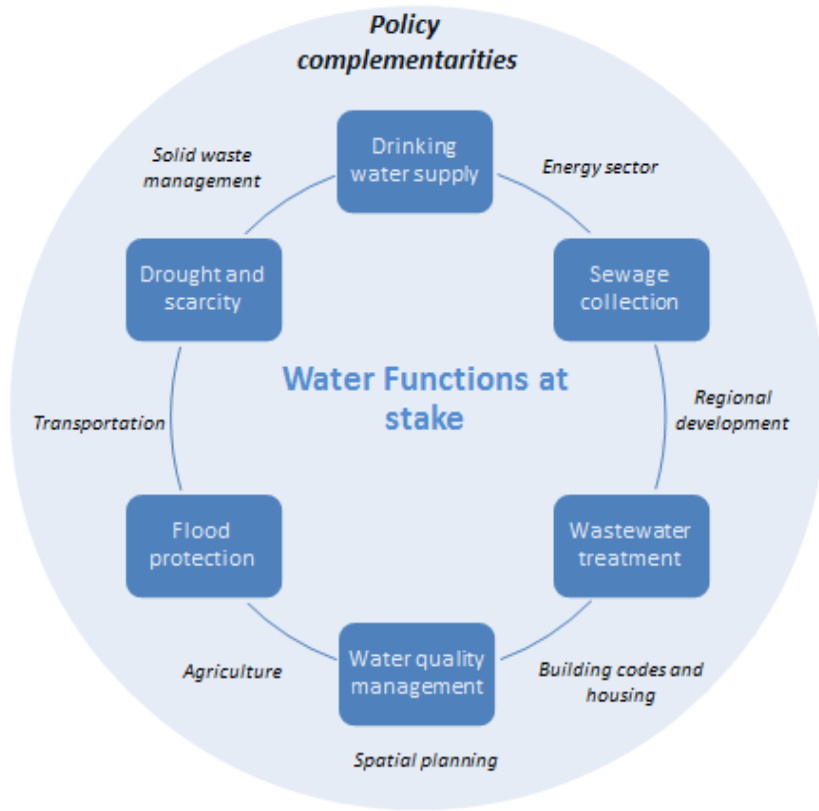 Policy
complementarities
Solid waste
management
Drinking
water supply
Energy sector
Drought and
scarcity
Sewage
collection
Water Functions at
stake
Transportation
Regional
development
Flood
protection
Wastewater
treatment
Agriculture
Water quality
management
Building codes and
housing
Spatial planning